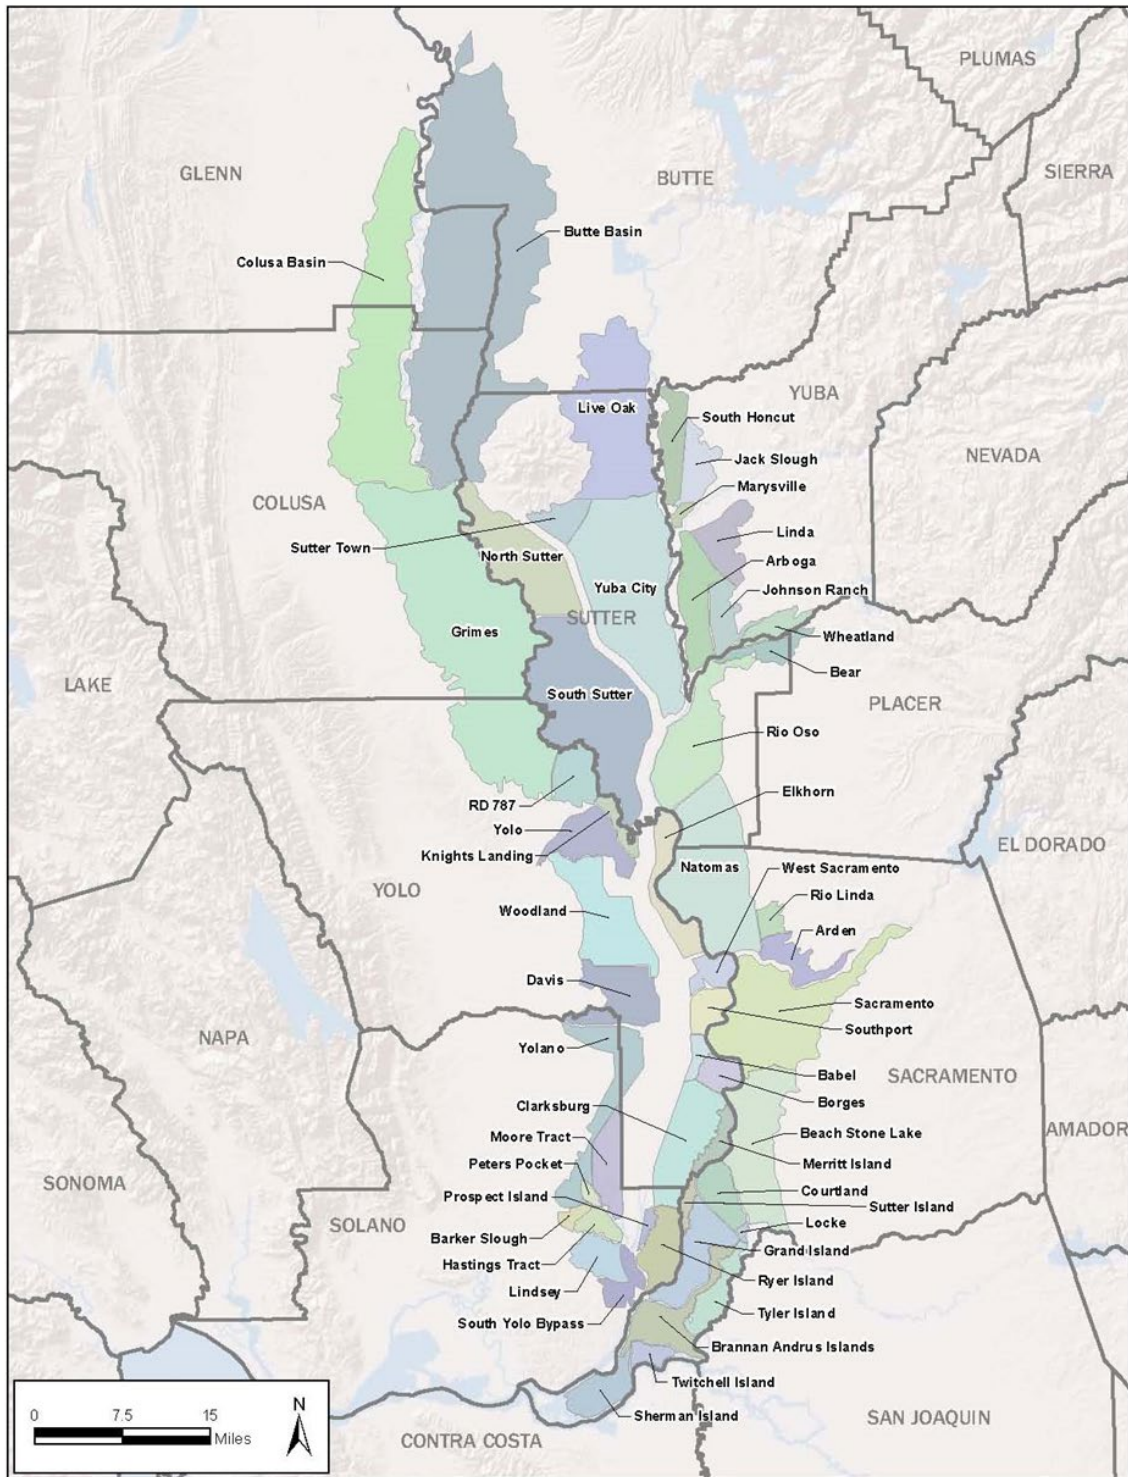 PLUMAS
SIERRA
GLENN
BUTTE
Butte Basin
Colusa Basin
YUBA
Live Oak
South Honcut
NEVADA
Jack Slough
COLUSA
Marysville
Linda
Sutter Town
North Sutter
Arboga
Yuba City
Johnson Ranch
SUTTER
Grimes
Wheatland
Bear
LAKE
South Sutter
PLACER
Rio Oso
Elkhorn
RD 787
Yolo
Knights Landing
EL DORADO
Natomas
West Sacramento
YOLO
Rio Linda
Woodland
Arden
Davis
Sacramento
Southport
NAPA
Yolano
Babel
SACRAMENTO
Borges
Clarksburg
AMADOR
Beach Stone Lake
Moore Tract
Merritt Island
Peters Pocket
SONOMA
Courtland
Prospect Island
Sutter Island
SOLANO
Locke
Barker Slough
Grand Island
Hastings Tract
Ryer Island
Lindsey
Tyler Island
South Yolo Bypass
Brannan Andrus Islands
Twitchell Island
Sherman Island
SAN JOAQUIN
CONTRA COSTA
0 7.5 15
Miles
N